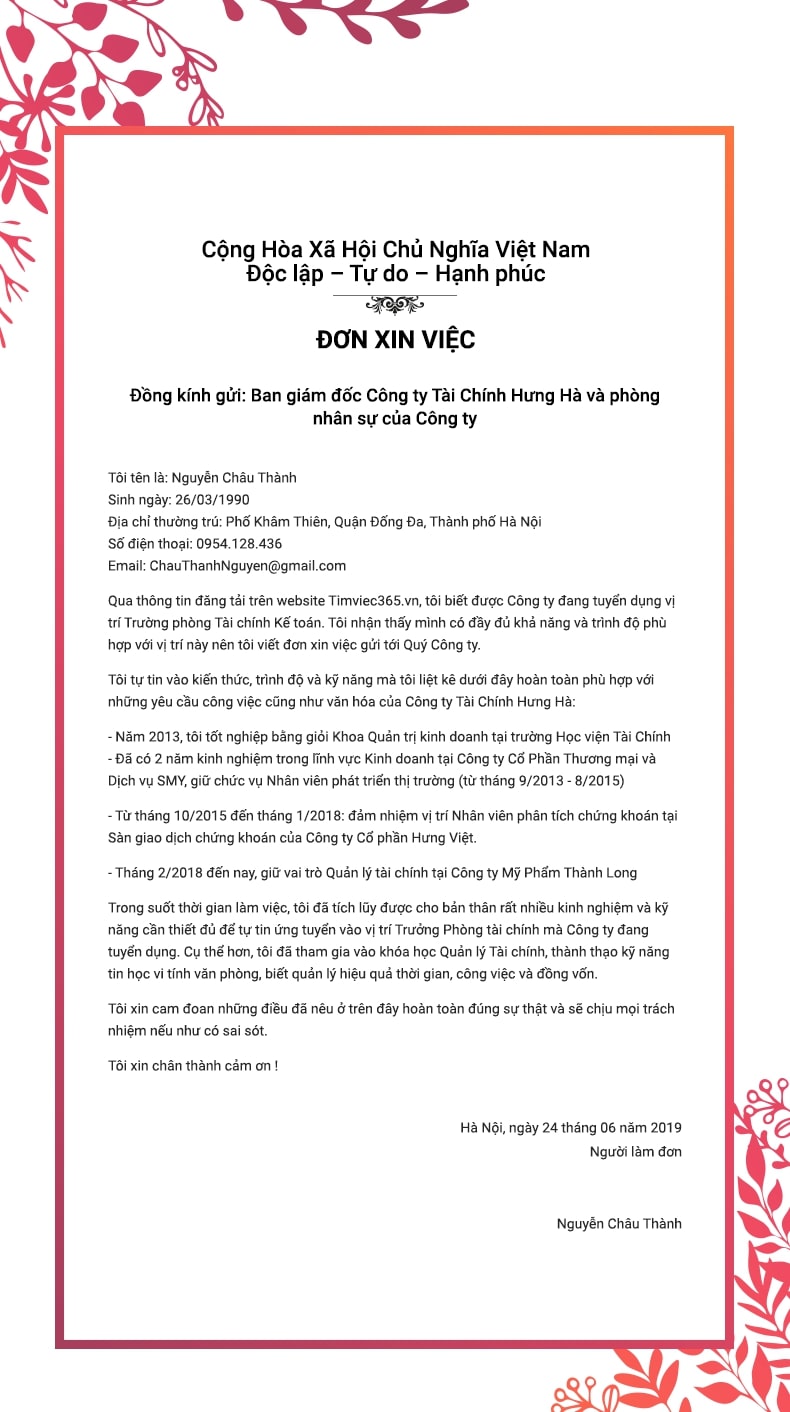 Cộng Hòa Xã Hội Chủ Nghĩa Việt Nam
Độc lập – Tự do – Hạnh phúc
ĐƠN XIN VIỆC
Đồng kính gửi: Ban giám đốc Công ty Tài Chính Hưng Hà và phòng
nhân sự của Công ty
Tôi tên là: Nguyễn Châu Thành
Sinh ngày: 26/03/1990
Địa chỉ thường trú: Phố Khâm Thiên, Quận Đống Đa, Thành phố Hà Nội
Số điện thoại: 0954.128.436
Email: ChauThanhNguyen@gmail.com
Qua thông tin đăng tải trên website Timviec365.vn, tôi biết được Công ty đang tuyển dụng vị
trí Trường phòng Tài chính Kế toán. Tôi nhận thấy mình có đầy đủ khả năng và trình độ phù
hợp với vị trí này nên tôi viết đơn xin việc gửi tới Quý Công ty.
Tôi tự tin vào kiến thức, trình độ và kỹ năng mà tôi liệt kê dưới đây hoàn toàn phù hợp với
những yêu cầu công việc cũng như văn hóa của Công ty Tài Chính Hưng Hà:
- Năm 2013, tôi tốt nghiệp bằng giỏi Khoa Quản trị kinh doanh tại trường Học viện Tài Chính
- Đã có 2 năm kinh nghiệm trong lĩnh vực Kinh doanh tại Công ty Cổ Phần Thương mại và
Dịch vụ SMY, giữ chức vụ Nhân viên phát triển thị trường (từ tháng 9/2013 - 8/2015)
- Từ tháng 10/2015 đến tháng 1/2018: đảm nhiệm vị trí Nhân viên phân tích chứng khoán tại
Sàn giao dịch chứng khoán của Công ty Cổ phần Hưng Việt.
- Tháng 2/2018 đến nay, giữ vai trò Quản lý tài chính tại Công ty Mỹ Phẩm Thành Long
Trong suốt thời gian làm việc, tôi đã tích lũy được cho bản thân rất nhiều kinh nghiệm và kỹ
năng cần thiết đủ để tự tin ứng tuyển vào vị trí Trưởng Phòng tài chính mà Công ty đang
tuyển dụng. Cụ thể hơn, tôi đã tham gia vào khóa học Quản lý Tài chính, thành thạo kỹ năng
tin học vi tính văn phòng, biết quản lý hiệu quả thời gian, công việc và đồng vốn.
Tôi xin cam đoan những điều đã nêu ở trên đây hoàn toàn đúng sự thật và sẽ chịu mọi trách
nhiệm nếu như có sai sót.
Tôi xin chân thành cảm ơn !
Hà Nội, ngày 24 tháng 06 năm 2019
Người làm đơn
Nguyễn Châu Thành